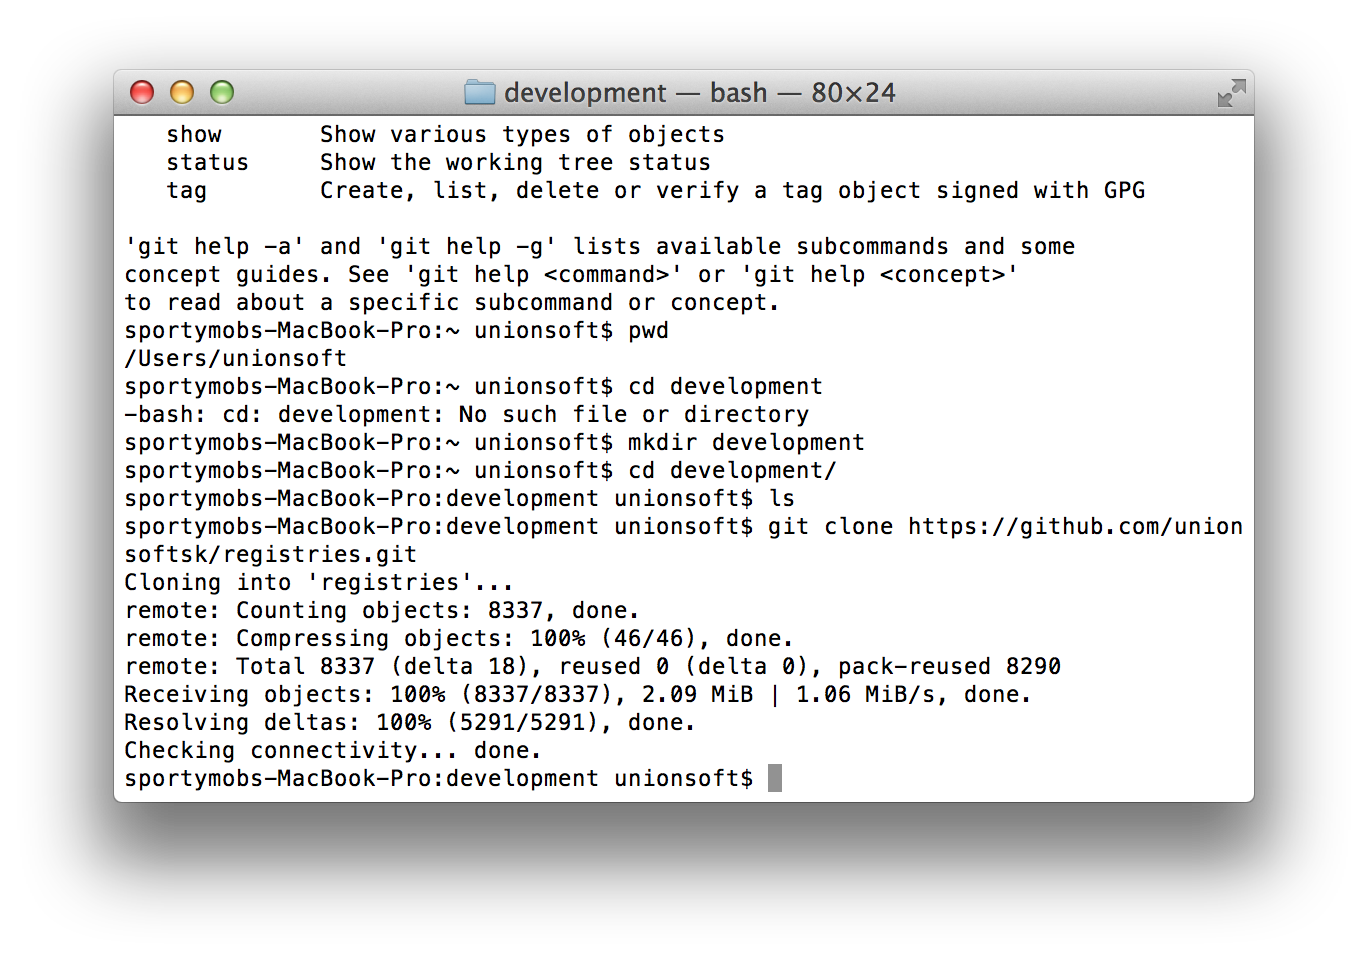 development — bash — 80×24
show Show various types of objects
status Show the working tree status
tag Create, list, delete or verify a tag object signed with GPG
'git help -a' and 'git help -g' lists available subcommands and some
concept guides. See 'git help <command>' or 'git help <concept>'
to read about a specific subcommand or concept.
sportymobs-MacBook-Pro:~ unionsoft$ pwd
/Users/unionsoft
sportymobs-MacBook-Pro:~ unionsoft$ cd development
-bash: cd: development: No such file or directory
sportymobs-MacBook-Pro:~ unionsoft$ mkdir development
sportymobs-MacBook-Pro:~ unionsoft$ cd development/
sportymobs-MacBook-Pro:development unionsoft$ ls
sportymobs-MacBook-Pro:development unionsoft$ git clone https://github.com/union
softsk/registries.git
Cloning into 'registries'...
remote: Counting objects: 8337, done.
remote: Compressing objects: 100% (46/46), done.
remote: Total 8337 (delta 18), reused 0 (delta 0), pack-reused 8290
Receiving objects: 100% (8337/8337), 2.09 MiB | 1.06 MiB/s, done.
Resolving deltas: 100% (5291/5291), done.
Checking connectivity... done.
sportymobs-MacBook-Pro:development unionsoft$